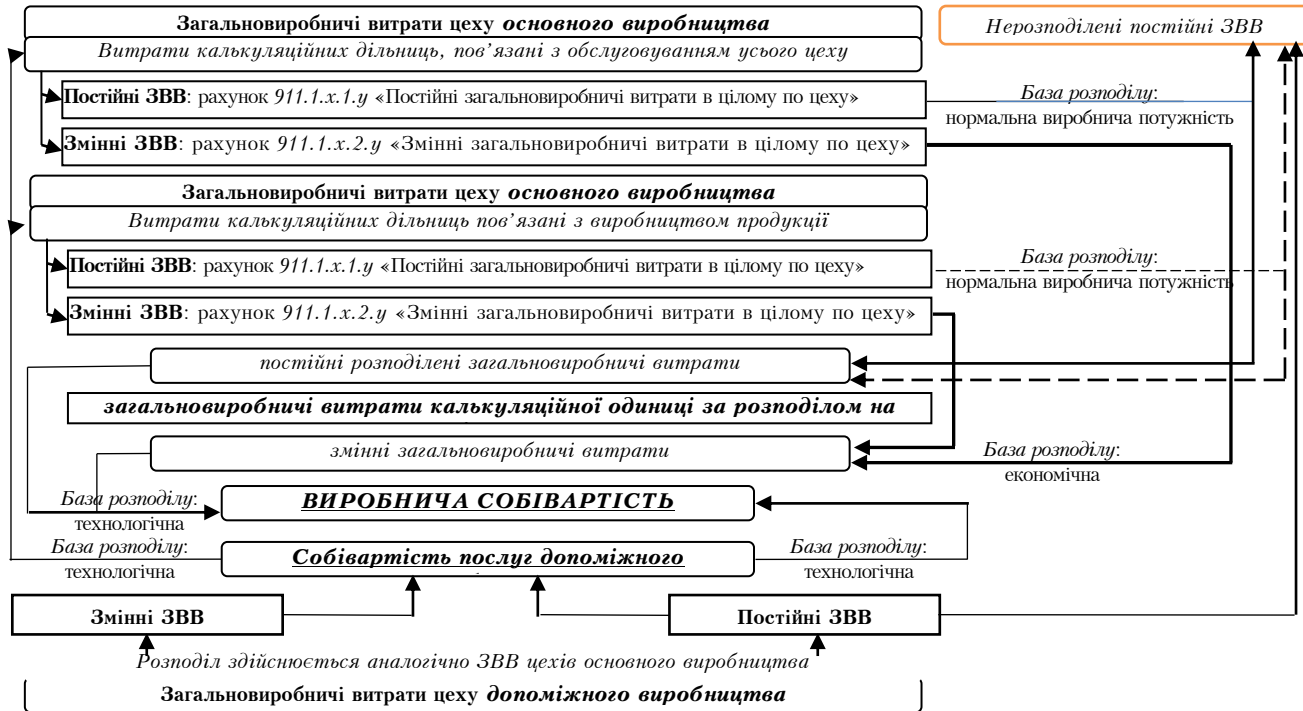 Загальновиробничі витрати цеху основного виробництва
Нерозподілені постійні ЗВВ
Витрати калькуляційних дільниць, пов’язані з обслуговуванням усього цеху
Постійні ЗВВ: рахунок 911.1.x.1.y «Постійні загальновиробничі витрати в цілому по цеху»
База розподілу:
нормальна виробнича потужність
Змінні ЗВВ: рахунок 911.1.x.2.y «Змінні загальновиробничі витрати в цілому по цеху»
Загальновиробничі витрати цеху основного виробництва
Витрати калькуляційних дільниць пов’язані з виробництвом продукції
Постійні ЗВВ: рахунок 911.1.x.1.y «Постійні загальновиробничі витрати в цілому по цеху»
База розподілу:
нормальна виробнича потужність
Змінні ЗВВ: рахунок 911.1.x.2.y «Змінні загальновиробничі витрати в цілому по цеху»
постійні розподілені загальновиробничі витрати
загальновиробничі витрати калькуляційної одиниці за розподілом на
змінні загальновиробничі витрати
База розподілу:
економічна
База розподілу:
технологічна
ВИРОБНИЧА СОБІВАРТІСТЬ
База розподілу:
технологічна
Собівартість послуг допоміжного
База розподілу:
технологічна
Змінні ЗВВ
Постійні ЗВВ
Розподіл здійснюється аналогічно ЗВВ цехів основного виробництва
Загальновиробничі витрати цеху допоміжного виробництва